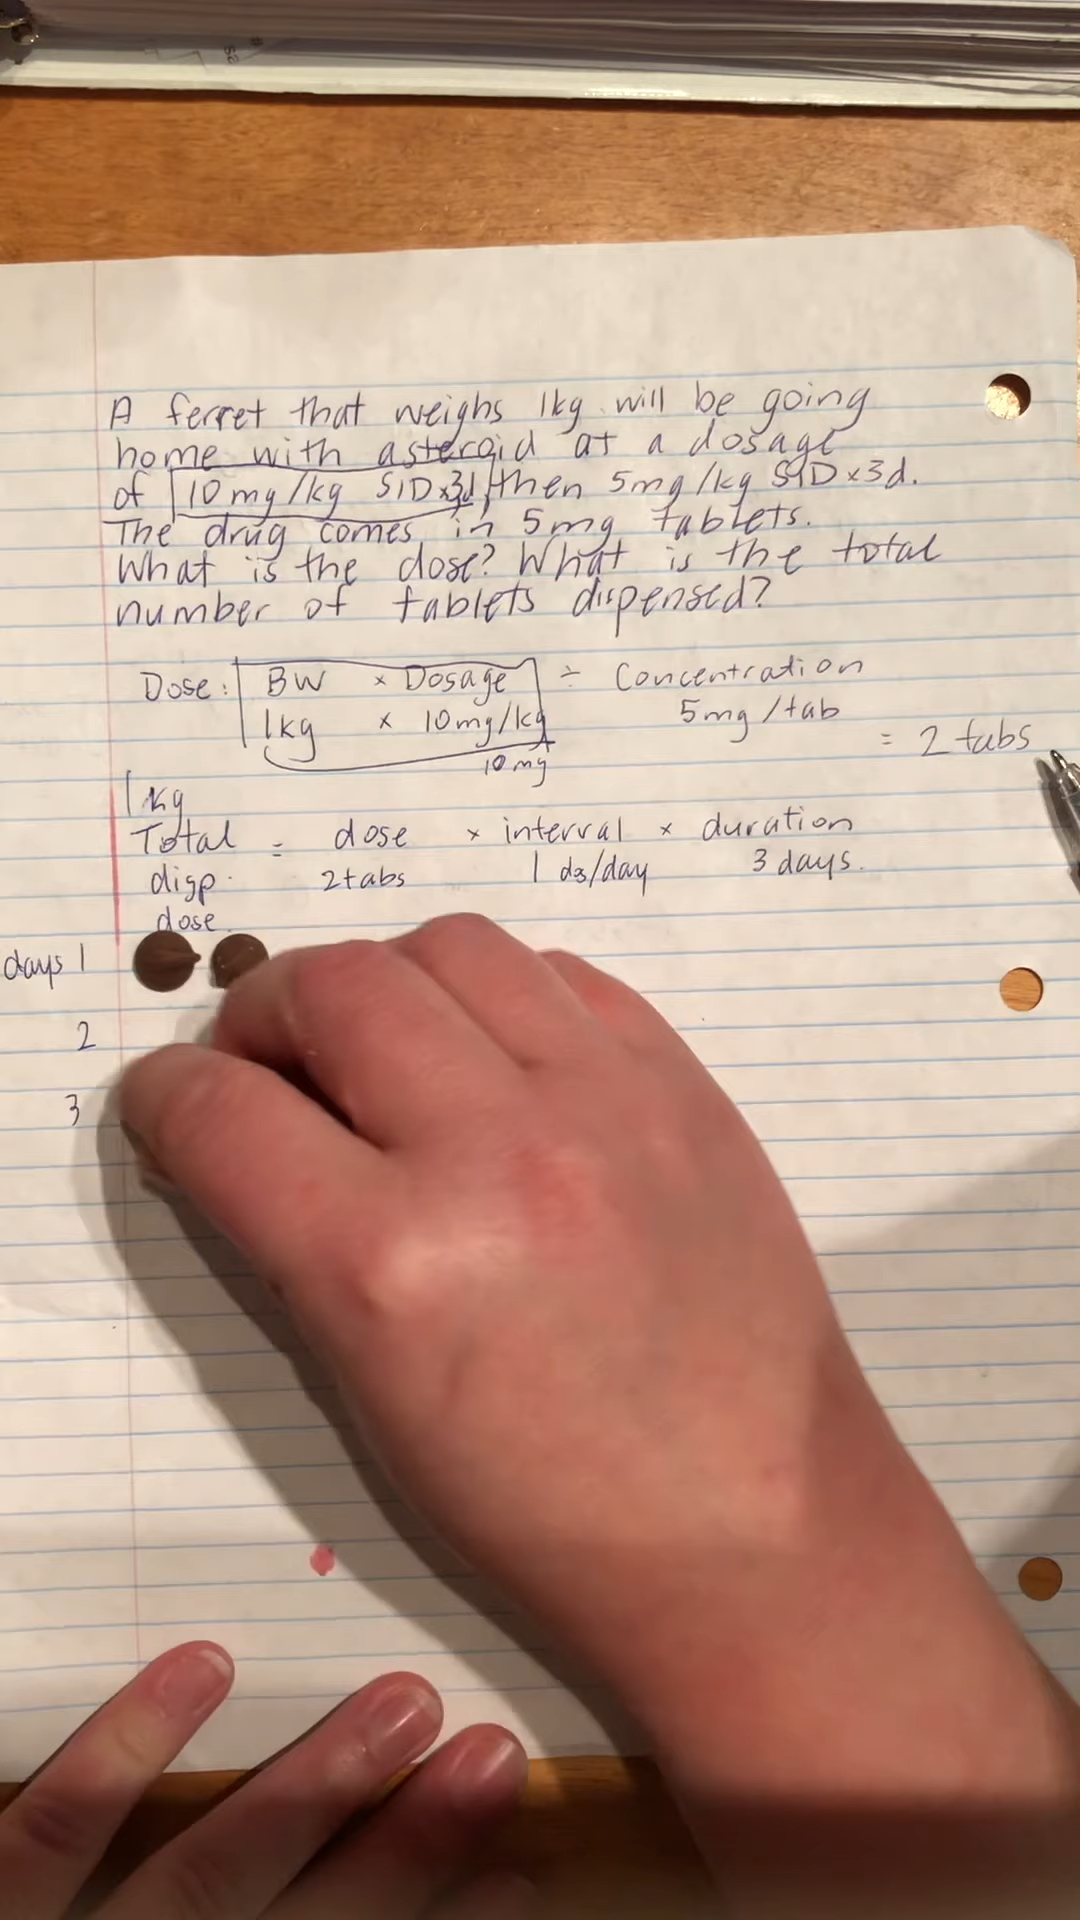 A ferret that weighs 1kg will be going
home with asteroid at a dosage
of 10mg/kg SID x3d, then 5mg/kg SID x3d.
The drug comes in 5mg tablets.
What is the dose? What is the total
number of tablets dispensed?
Dose: BW x Dosage ÷ Concentration
1kg x 10mg/kg 5mg/tab
= 2 tabs
10mg
1kg
Total = dose x interval x duration
disp. 2tabs 1 ds/day 3 days.
dose
days 1
2
3